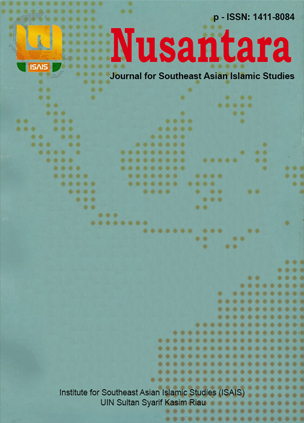 p - ISSN: 1411-8084
ISAIS
Nusantara
Journal for Southeast Asian Islamic Studies
Institute for Southeast Asian Islamic Studies (ISAIS)
UIN Sultan Syarif Kasim Riau